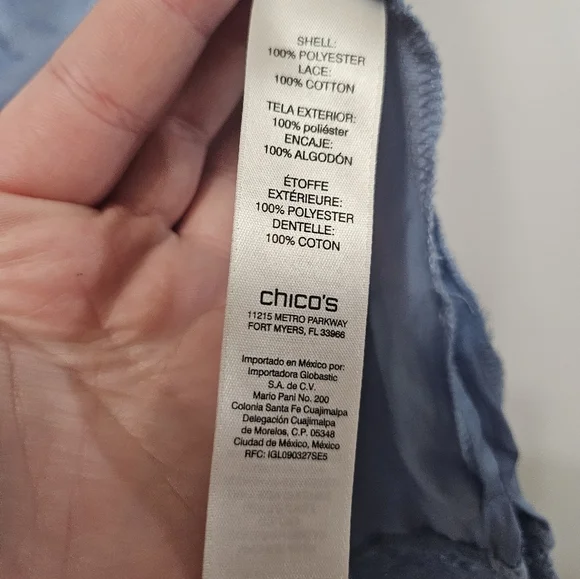 SHELL:
100% POLYESTER
LACE:
100% COTTON
TELA EXTERIOR:
100% poliéster
ENCAJE:
100% ALGODÓN
ÉTOFFE
EXTÉRIEURE:
100% POLYESTER
DENTELLE:
100% COTON
chico's
11215 METRO PARKWAY
FORT MYERS, FL 33966
Importado en México por:
Importadora Globastic
S.A. de C.V.
Mario Pani No. 200
Colonia Santa Fe Cuajimalpa
Delegación Cuajimalpa
de Morelos, C.P. 05348
Ciudad de México, México
RFC: IGL090327SE5